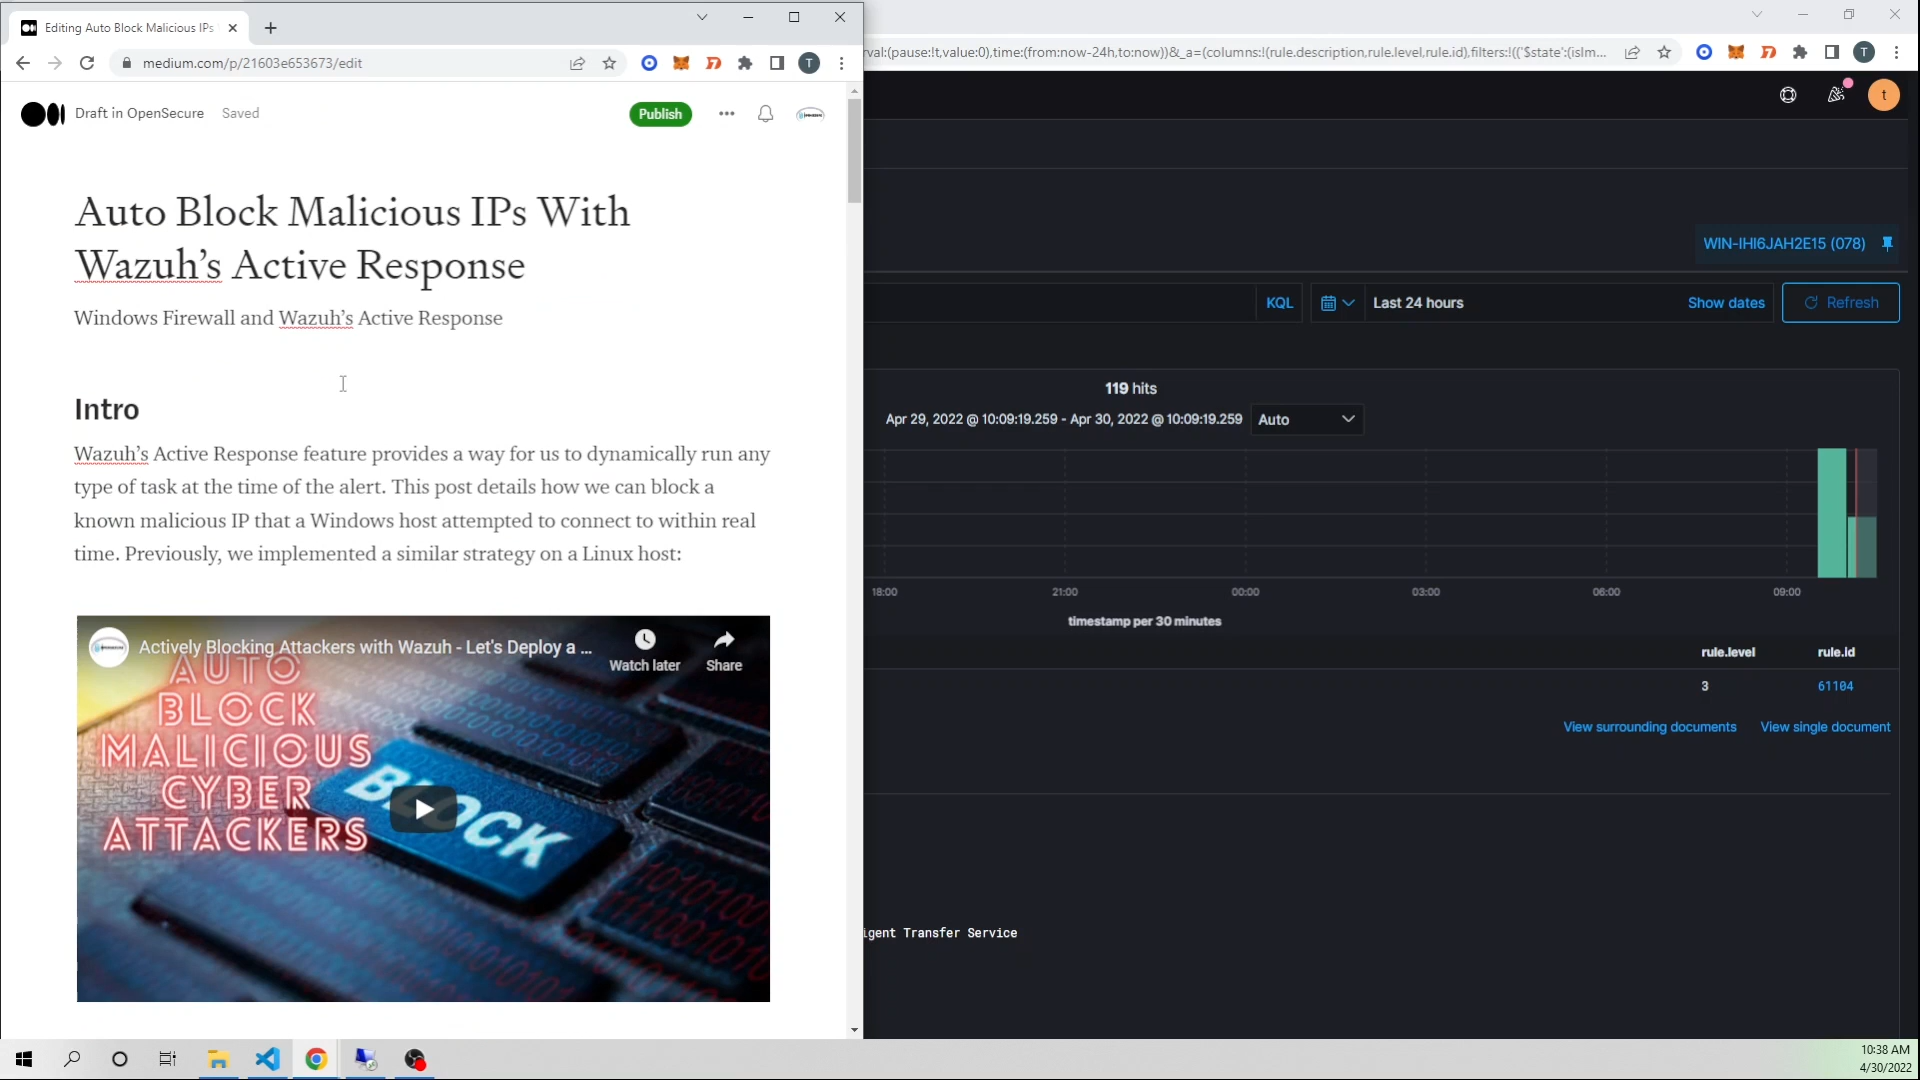 Editing Auto Block Malicious IPs
medium.com/p/21603e653673/edit
T
rval:(pause:!t,value:0),time:(from:now-24h,to:now))&_a=(columns:!(rule.description,rule.level,rule.id),filters:!(('$state':(isIm...
T
Draft in OpenSecure
Saved
Publish
t
Auto Block Malicious IPs With
Wazuh’s Active Response
Windows Firewall and Wazuh’s Active Response
Intro
Wazuh’s Active Response feature provides a way for us to dynamically run any
type of task at the time of the alert. This post details how we can block a
known malicious IP that a Windows host attempted to connect to within real
time. Previously, we implemented a similar strategy on a Linux host:
Actively Blocking Attackers with Wazuh - Let's Deploy a ...
Watch later
Share
AUTO
BLOCK
MALICIOUS
CYBER
ATTACKERS
BLOCK
WIN-IHI6JAH2E15 (078)
KQL
Last 24 hours
Show dates
Refresh
119 hits
Apr 29, 2022 @ 10:09:19.259 - Apr 30, 2022 @ 10:09:19.259
Auto
18:00
21:00
00:00
03:00
06:00
09:00
timestamp per 30 minutes
rule.level
rule.id
3
61104
View surrounding documents
View single document
igent Transfer Service
10:38 AM
4/30/2022